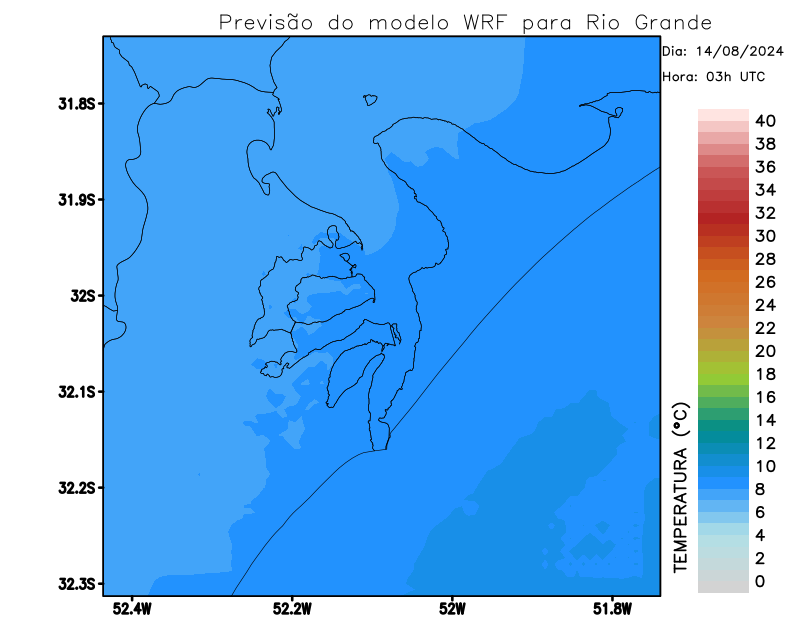 Previsão do modelo WRF para Rio Grande
Dia: 14/08/2024
Hora: 03h UTC
31.8S
31.9S
32S
32.1S
32.2S
32.3S
52.4W
52.2W
52W
51.8W
TEMPERATURA (°C)
40
38
36
34
32
30
28
26
24
22
20
18
16
14
12
10
8
6
4
2
0